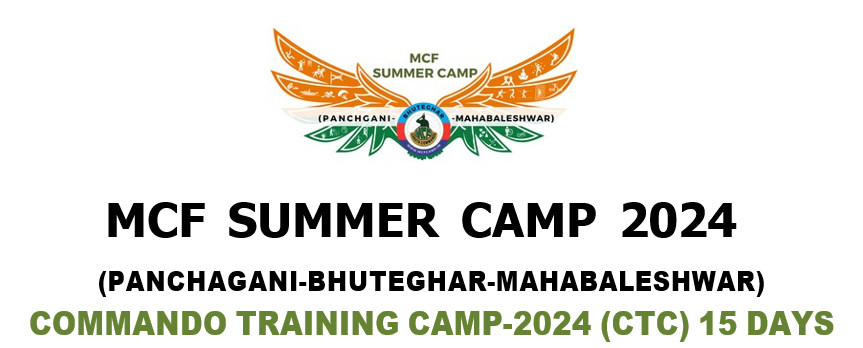 MCF
SUMMER CAMP
BHUTEGHAR
(PANCHGANI- -MAHABALESHWAR)
MCF SUMMER CAMP 2024
(PANCHAGANI-BHUTEGHAR-MAHABALESHWAR)
COMMANDO TRAINING CAMP-2024 (CTC) 15 DAYS